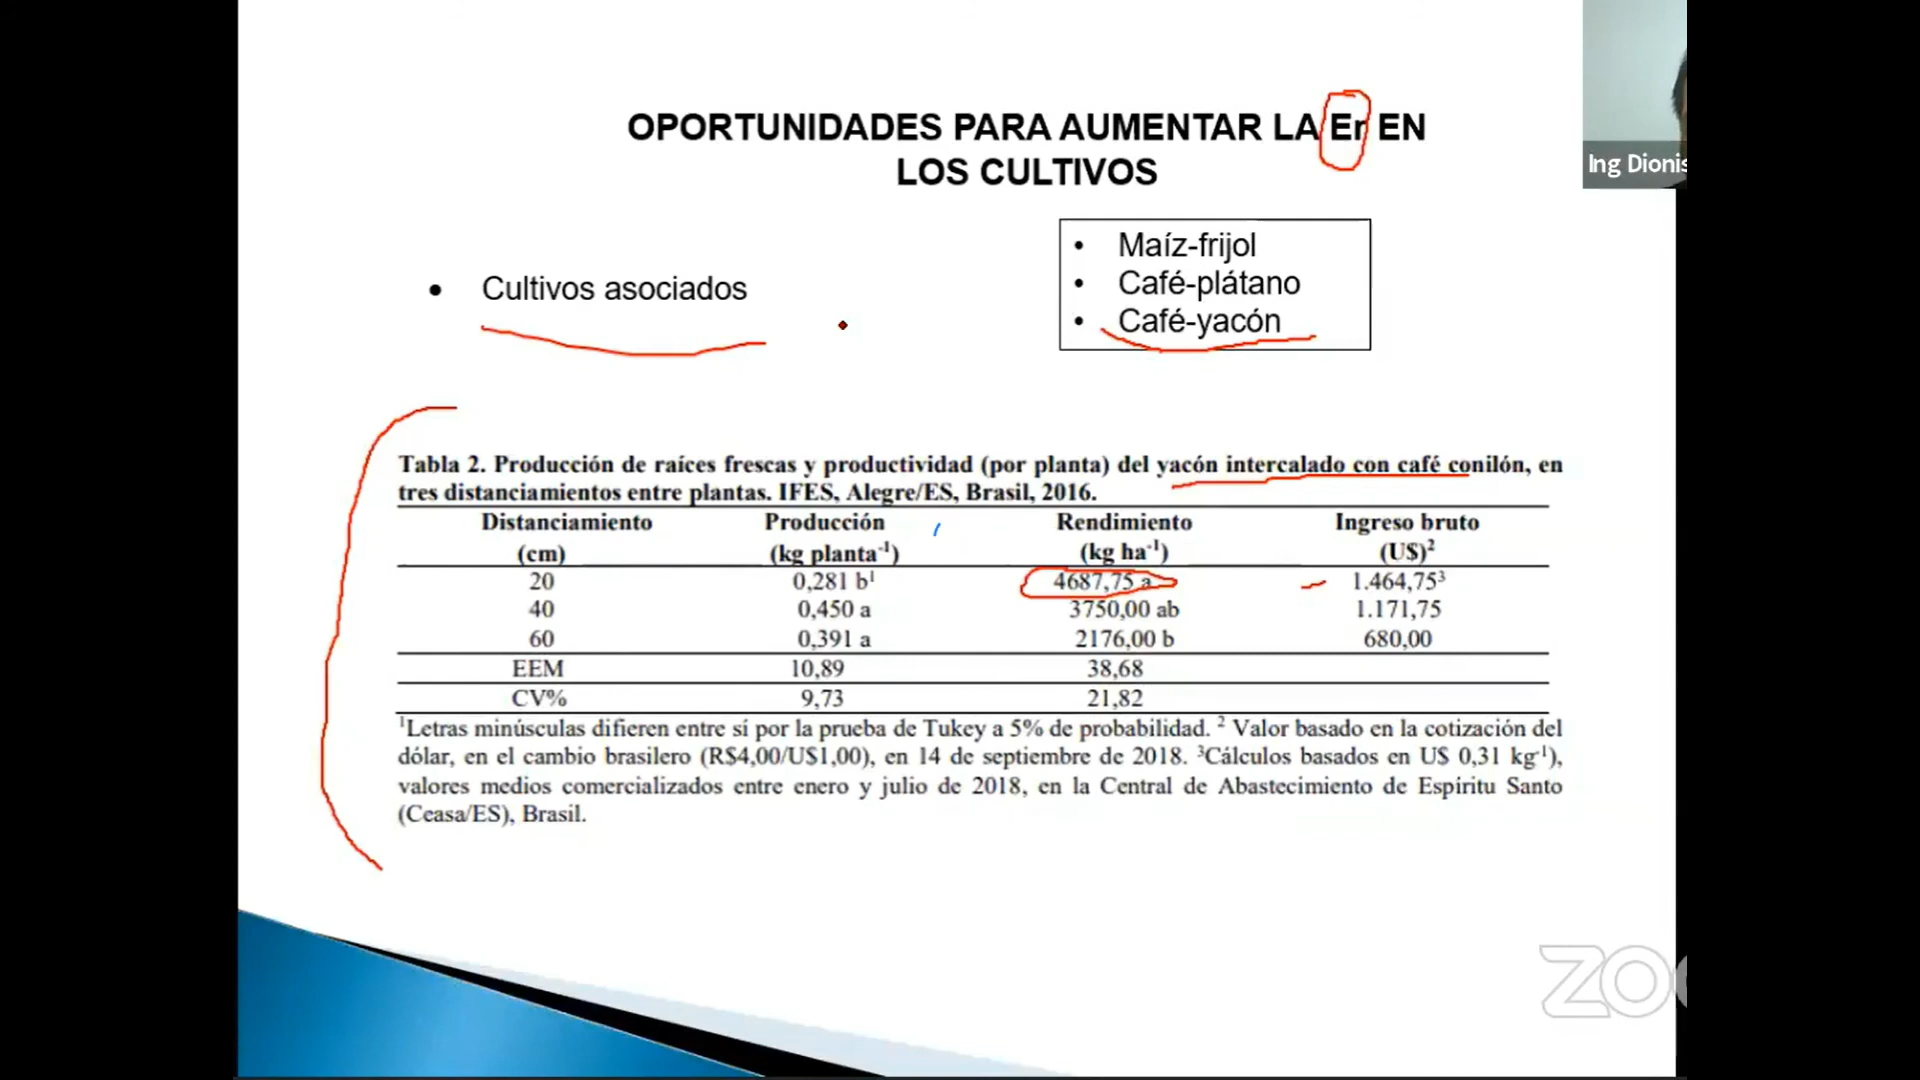 OPORTUNIDADES PARA AUMENTAR LA Er EN
LOS CULTIVOS
Ing Dionis
• Cultivos asociados
• Maíz-frijol
• Café-plátano
• Café-yacón
Tabla 2. Producción de raíces frescas y productividad (por planta) del yacón intercalado con café conilón, en
tres distanciamientos entre plantas. IFES, Alegre/ES, Brasil, 2016.
Distanciamiento Producción Rendimiento Ingreso bruto
(cm) (kg planta⁻¹) (kg ha⁻¹) (U$)²
20 0,281 b¹ 4687,75 a 1.464,75³
40 0,450 a 3750,00 ab 1.171,75
60 0,391 a 2176,00 b 680,00
EEM 10,89 38,68
CV% 9,73 21,82
¹Letras minúsculas difieren entre sí por la prueba de Tukey a 5% de probabilidad. ² Valor basado en la cotización del
dólar, en el cambio brasilero (R$4,00/U$1,00), en 14 de septiembre de 2018. ³Cálculos basados en U$ 0,31 kg⁻¹),
valores medios comercializados entre enero y julio de 2018, en la Central de Abastecimiento de Espíritu Santo
(Ceasa/ES), Brasil.
ZO